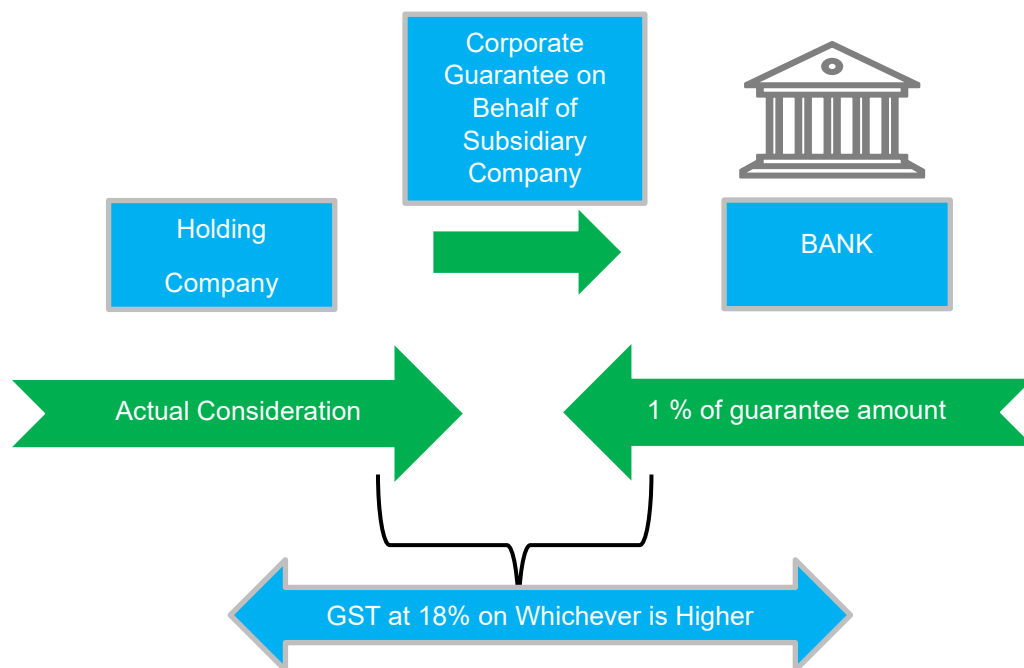 Corporate
Guarantee on
Behalf of
Subsidiary
Company
Holding
Company
BANK
Actual Consideration
1 % of guarantee amount
GST at 18% on Whichever is Higher